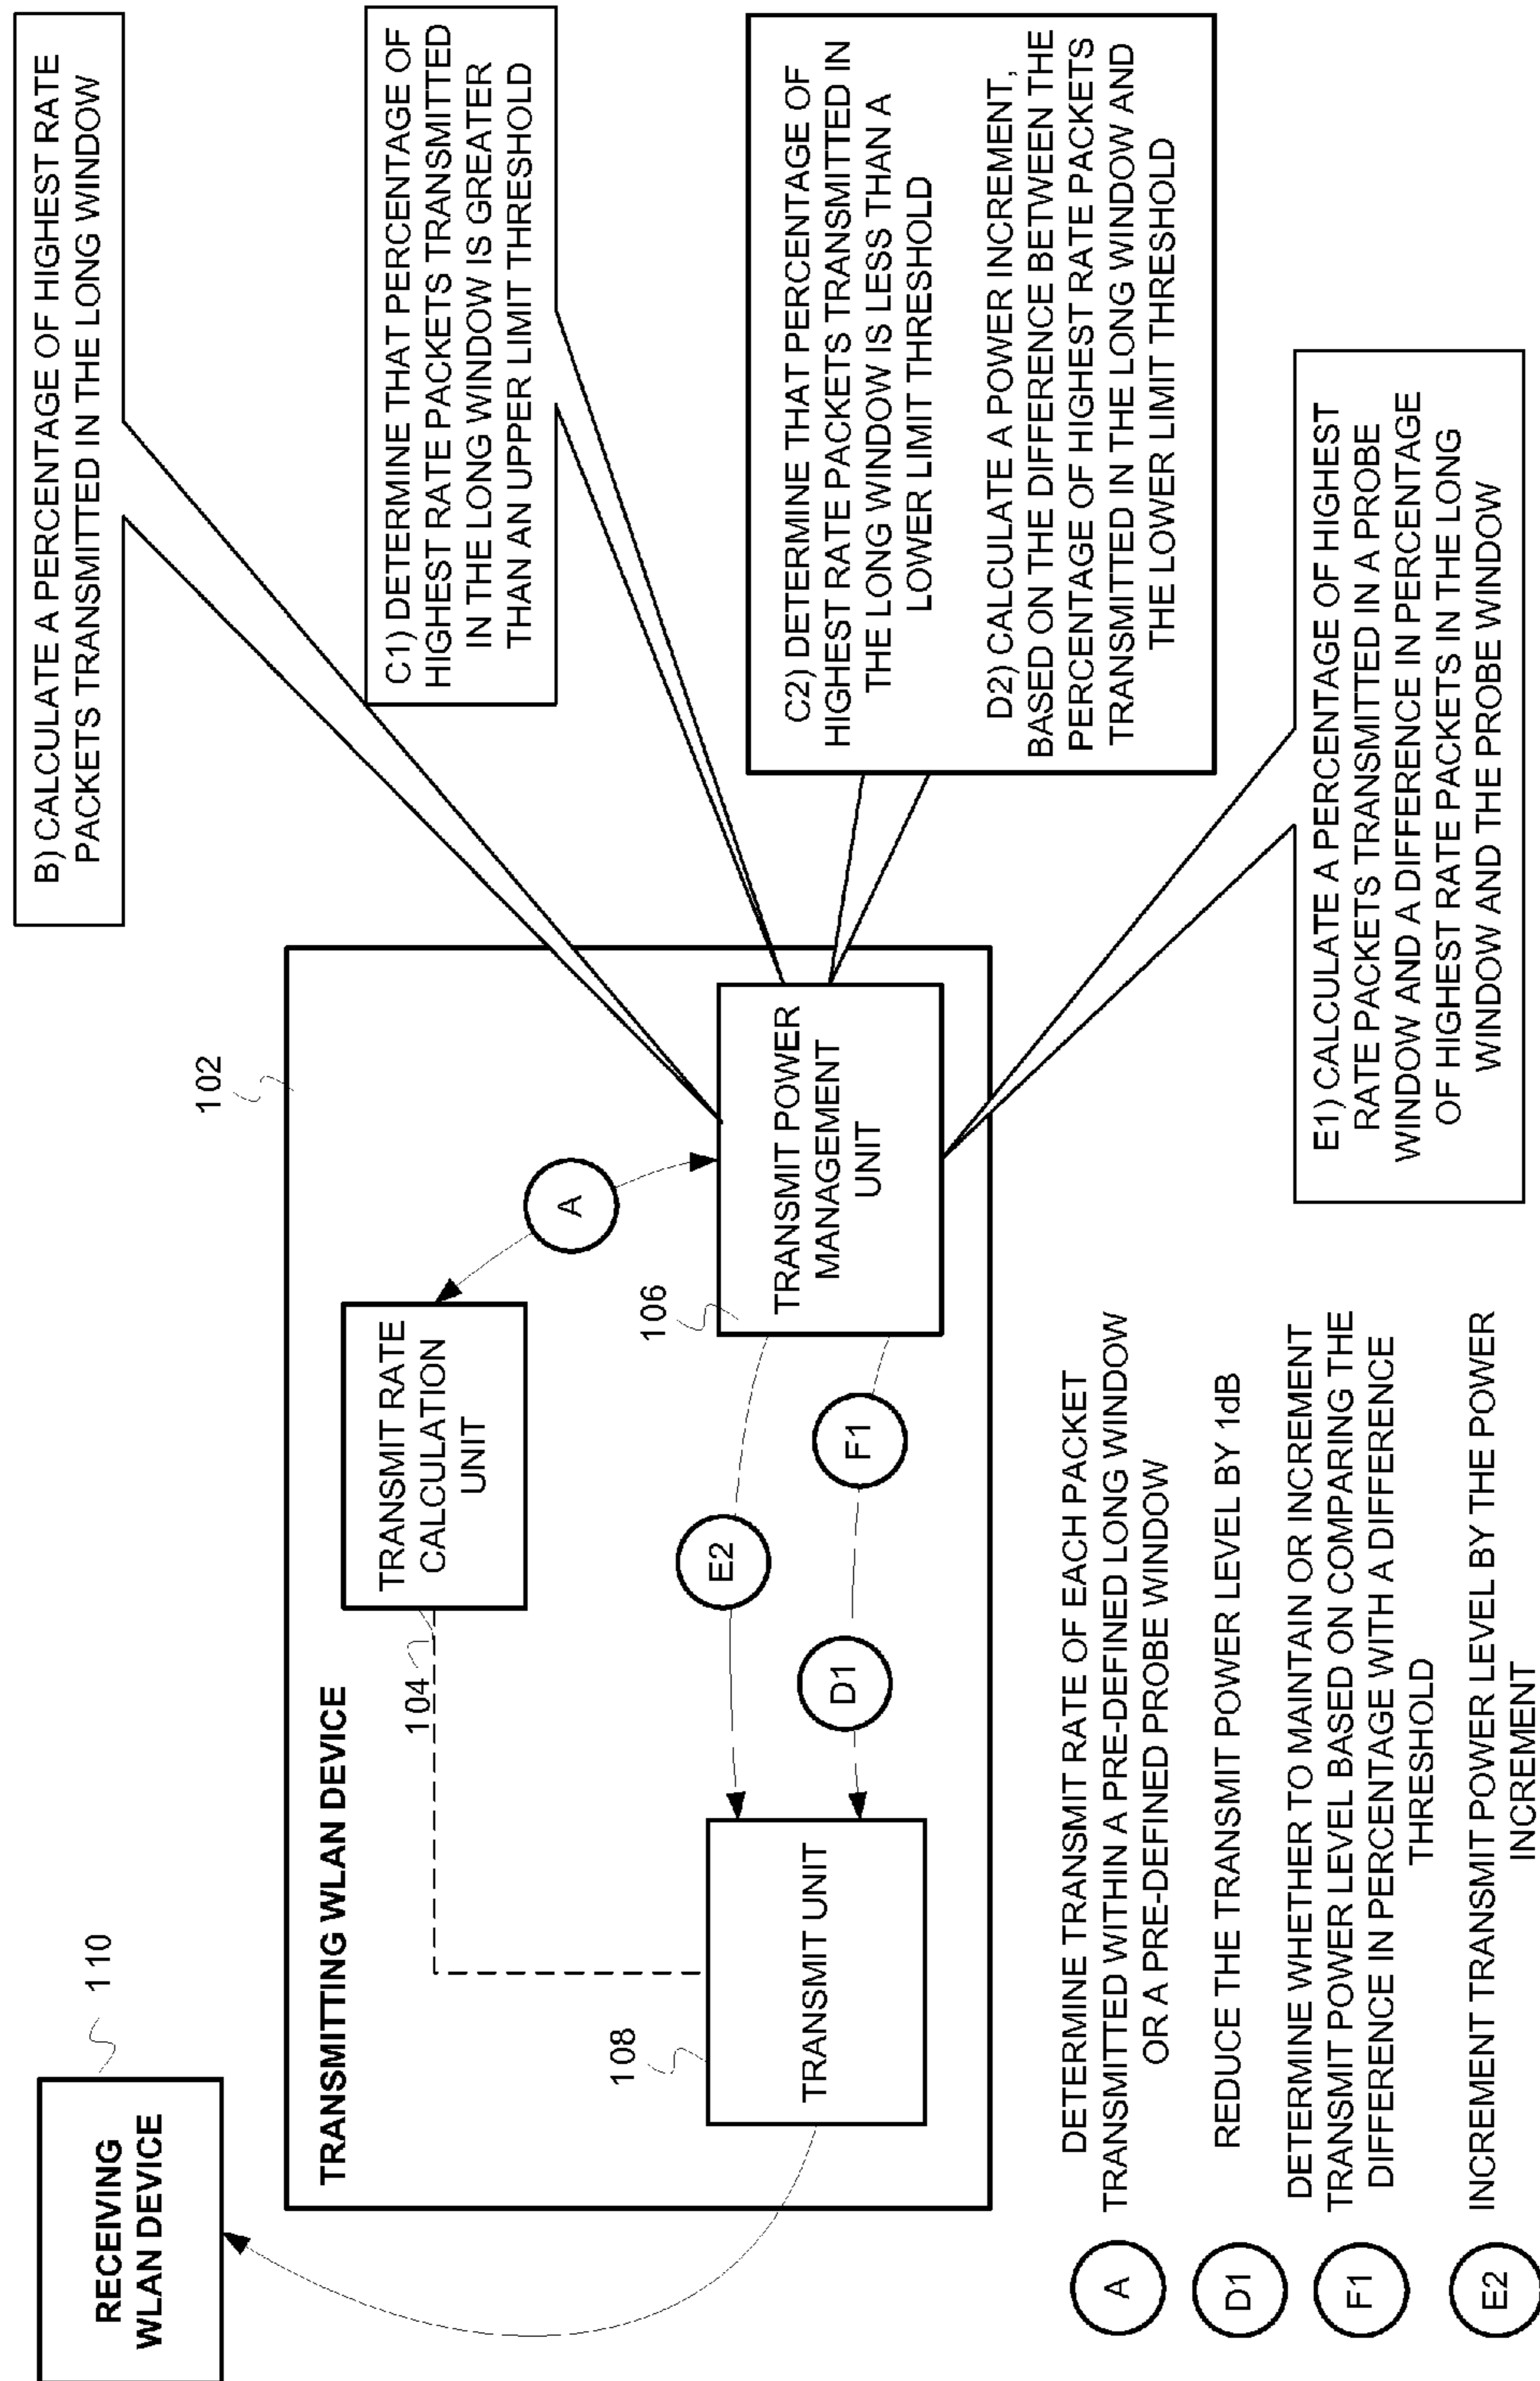 RECEIVING
WLAN DEVICE
110
TRANSMITTING WLAN DEVICE
102
TRANSMIT RATE
CALCULATION
UNIT
104
A
TRANSMIT POWER
MANAGEMENT
UNIT
106
E2
F1
D1
TRANSMIT UNIT
108
B) CALCULATE A PERCENTAGE OF HIGHEST RATE
PACKETS TRANSMITTED IN THE LONG WINDOW
C1) DETERMINE THAT PERCENTAGE OF
HIGHEST RATE PACKETS TRANSMITTED
IN THE LONG WINDOW IS GREATER
THAN AN UPPER LIMIT THRESHOLD
C2) DETERMINE THAT PERCENTAGE OF
HIGHEST RATE PACKETS TRANSMITTED IN
THE LONG WINDOW IS LESS THAN A
LOWER LIMIT THRESHOLD
D2) CALCULATE A POWER INCREMENT,
BASED ON THE DIFFERENCE BETWEEN THE
PERCENTAGE OF HIGHEST RATE PACKETS
TRANSMITTED IN THE LONG WINDOW AND
THE LOWER LIMIT THRESHOLD
E1) CALCULATE A PERCENTAGE OF HIGHEST
RATE PACKETS TRANSMITTED IN A PROBE
WINDOW AND A DIFFERENCE IN PERCENTAGE
OF HIGHEST RATE PACKETS IN THE LONG
WINDOW AND THE PROBE WINDOW
A
DETERMINE TRANSMIT RATE OF EACH PACKET
TRANSMITTED WITHIN A PRE-DEFINED LONG WINDOW
OR A PRE-DEFINED PROBE WINDOW
D1
REDUCE THE TRANSMIT POWER LEVEL BY 1dB
F1
DETERMINE WHETHER TO MAINTAIN OR INCREMENT
TRANSMIT POWER LEVEL BASED ON COMPARING THE
DIFFERENCE IN PERCENTAGE WITH A DIFFERENCE
THRESHOLD
E2
INCREMENT TRANSMIT POWER LEVEL BY THE POWER
INCREMENT